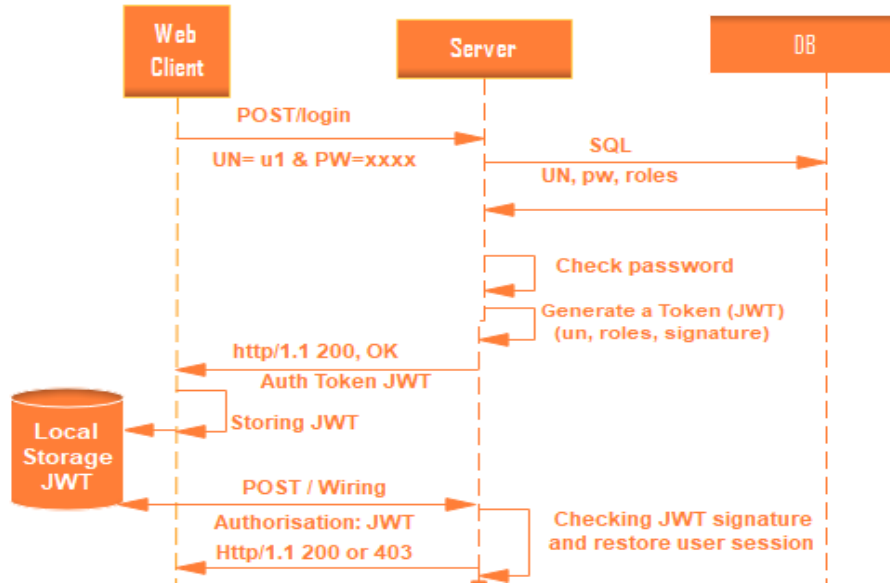 Web
Client
Server
DB
POST/login
UN= u1 & PW=xxxx
SQL
UN, pw, roles
Check password
Generate a Token (JWT)
(un, roles, signature)
http/1.1 200, OK
Auth Token JWT
Storing JWT
Local
Storage
JWT
POST / Wiring
Authorisation: JWT
Checking JWT signature
and restore user session
Http/1.1 200 or 403